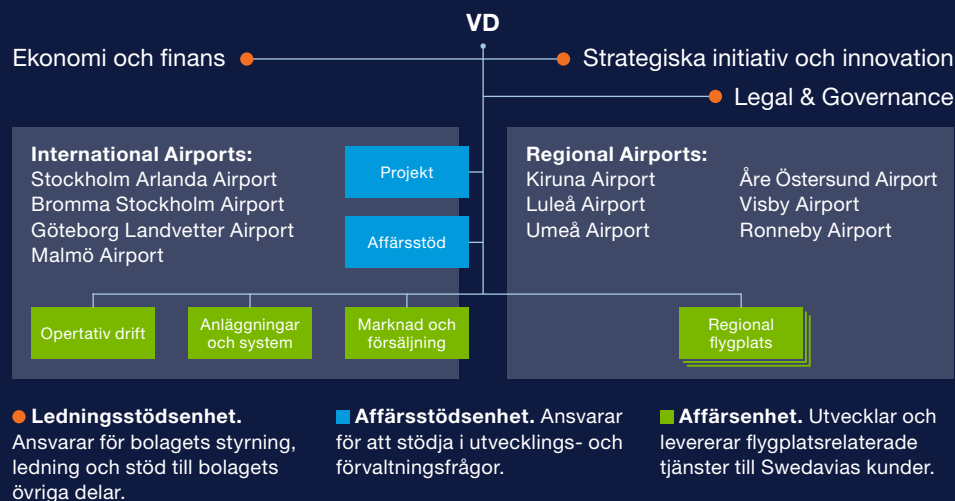 VD
Ekonomi och finans
Strategiska initiativ och innovation
Legal & Governance
International Airports:
Stockholm Arlanda Airport
Bromma Stockholm Airport
Göteborg Landvetter Airport
Malmö Airport
Projekt
Affärsstöd
Regional Airports:
Kiruna Airport
Luleå Airport
Umeå Airport
Åre Östersund Airport
Visby Airport
Ronneby Airport
Opertativ drift
Anläggningar
och system
Marknad och
försäljning
Regional
flygplats
Ledningsstödsenhet.
Ansvarar för bolagets styrning,
ledning och stöd till bolagets
övriga delar.
Affärsstödsenhet. Ansvarar
för att stödja i utvecklings- och
förvaltningsfrågor.
Affärsenhet. Utvecklar och
levererar flygplatsrelaterade
tjänster till Swedavias kunder.